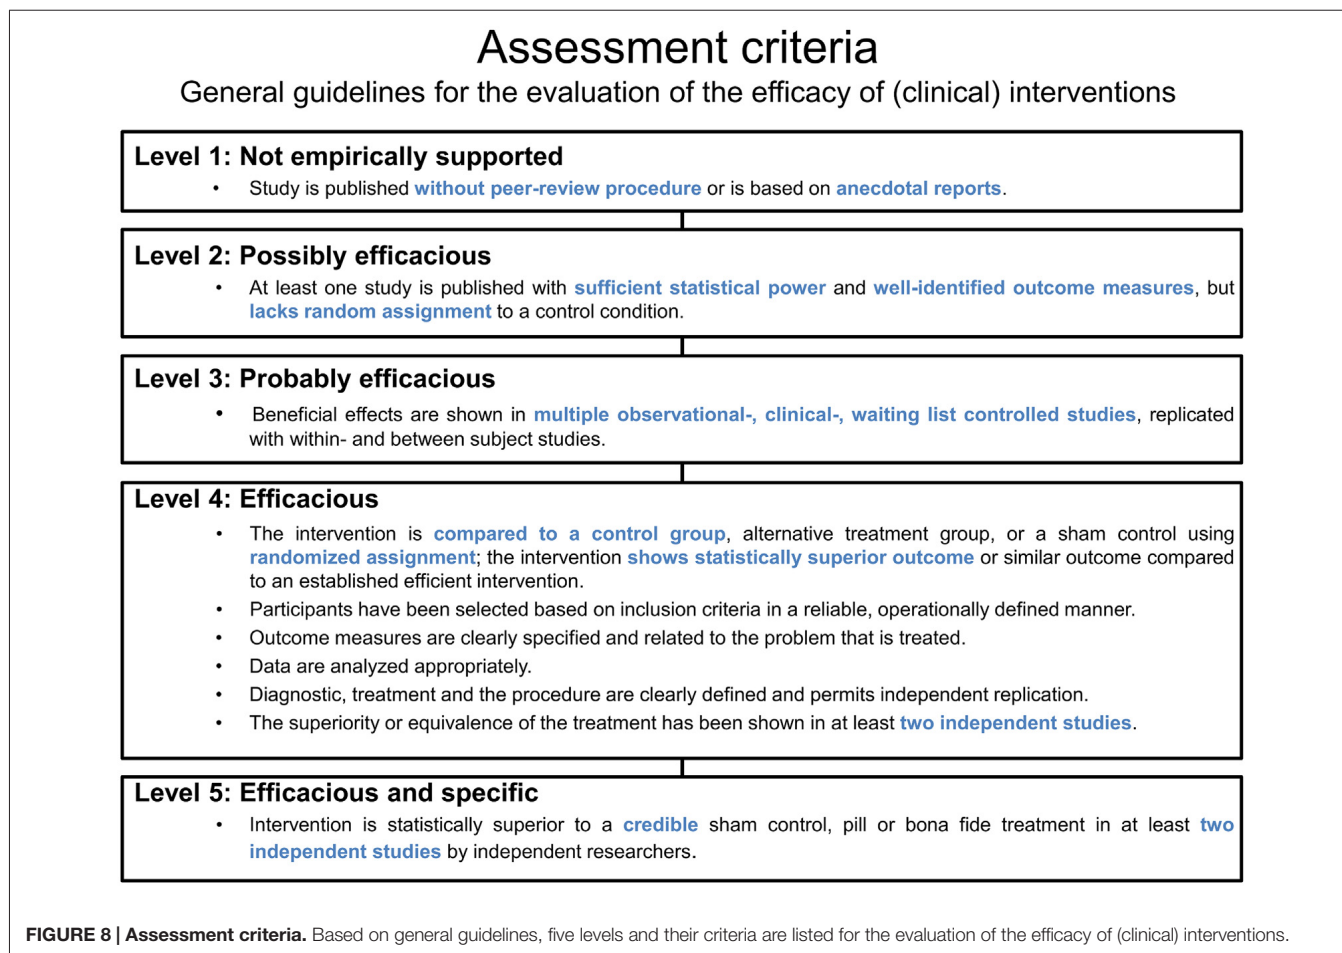 Assessment criteria
General guidelines for the evaluation of the efficacy of (clinical) interventions
Level 1: Not empirically supported
• Study is published without peer-review procedure or is based on anecdotal reports.
Level 2: Possibly efficacious
• At least one study is published with sufficient statistical power and well-identified outcome measures, but
lacks random assignment to a control condition.
Level 3: Probably efficacious
• Beneficial effects are shown in multiple observational-, clinical-, waiting list controlled studies, replicated
with within- and between subject studies.
Level 4: Efficacious
• The intervention is compared to a control group, alternative treatment group, or a sham control using
randomized assignment; the intervention shows statistically superior outcome or similar outcome compared
to an established efficient intervention.
• Participants have been selected based on inclusion criteria in a reliable, operationally defined manner.
• Outcome measures are clearly specified and related to the problem that is treated.
• Data are analyzed appropriately.
• Diagnostic, treatment and the procedure are clearly defined and permits independent replication.
• The superiority or equivalence of the treatment has been shown in at least two independent studies.
Level 5: Efficacious and specific
• Intervention is statistically superior to a credible sham control, pill or bona fide treatment in at least two
independent studies by independent researchers.
FIGURE 8 | Assessment criteria. Based on general guidelines, five levels and their criteria are listed for the evaluation of the efficacy of (clinical) interventions.